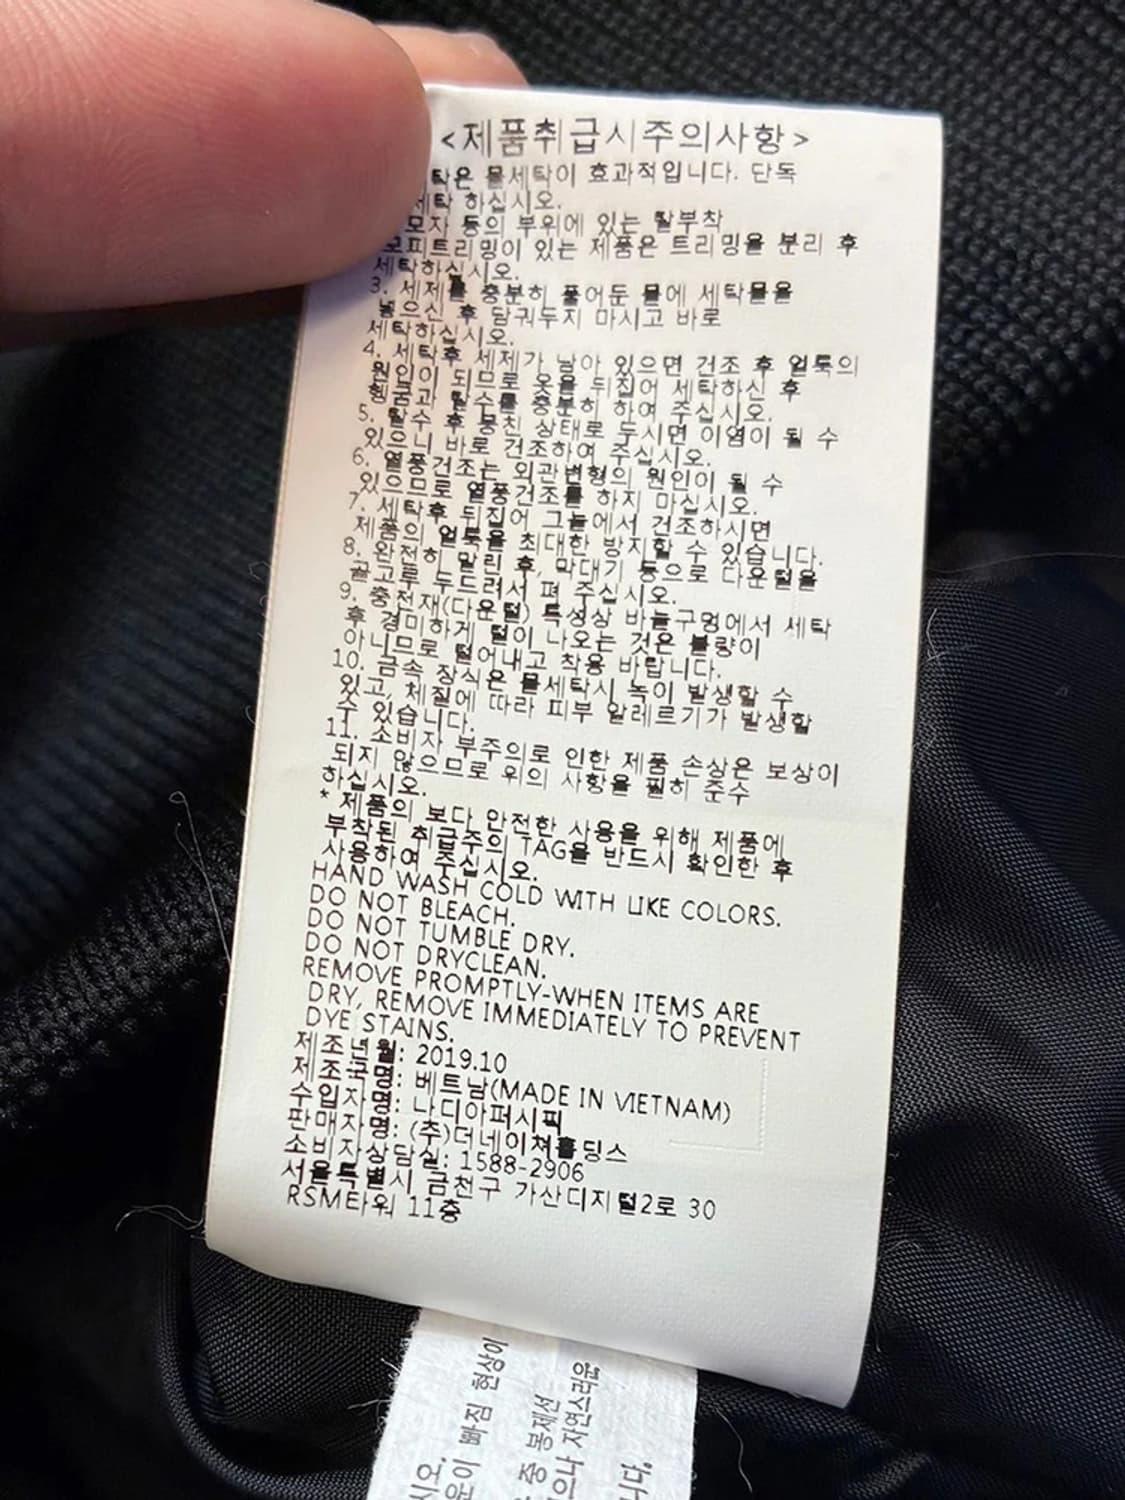 <제품취급시주의사항>
탁은 물세탁이 효과적입니다. 단독
세탁 하십시오.
모자 등의 부위에 있는 탈부착
모피트리밍이 있는 제품은 트리밍을 분리 후
세탁하십시오.
3. 세제를 충분히 풀어둔 물에 세탁물을
넣으신 후 담궈두지 마시고 바로
세탁하십시오.
4. 세탁후 세제가 남아 있으면 건조 후 얼룩의
원인이 되므로 옷을 뒤집어 세탁하신 후
헹굼과 탈수를 충분히 하여 주십시오.
5. 탈수 후 뭉친 상태로 두시면 이염이 될 수
있으니 바로 건조하여 주십시오.
6. 열풍건조는 외관변형의 원인이 될 수
있으므로 열풍건조를 하지 마십시오.
7. 세탁후 뒤집어 그늘에서 건조하시면
제품의 얼룩을 최대한 방지할 수 있습니다.
8. 완전히 말린 후, 막대기 등으로 다운털을
골고루 두드려서 펴 주십시오.
9. 충전재(다운털) 특성상 바늘구멍에서 세탁
후 경미하게 털이 나오는 것은 불량이
아니므로 털어내고 착용 바랍니다.
10. 금속 장식은 물세탁시 녹이 발생할 수
있고, 체질에 따라 피부 알레르기가 발생할
수 있습니다.
11. 소비자 부주의로 인한 제품 손상은 보상이
되지 않으므로 위의 사항을 필히 준수
하십시오.
* 제품의 보다 안전한 사용을 위해 제품에
부착된 취급주의 TAG을 반드시 확인한 후
사용하여 주십시오.
HAND WASH COLD WITH LIKE COLORS.
DO NOT BLEACH.
DO NOT TUMBLE DRY.
DO NOT DRYCLEAN.
REMOVE PROMPTLY-WHEN ITEMS ARE
DRY, REMOVE IMMEDIATELY TO PREVENT
DYE STAINS.
제조년월: 2019.10
제조국명: 베트남(MADE IN VIETNAM)
수입자명: 나디아퍼시픽
판매자명: (주)더네이쳐홀딩스
소비자상담실: 1588-2906
서울특별시 금천구 가산디지털2로 30
RSM타워 11층
시오.
빠짐 현상이
중 봉제선
으나 자연스러움
니다.